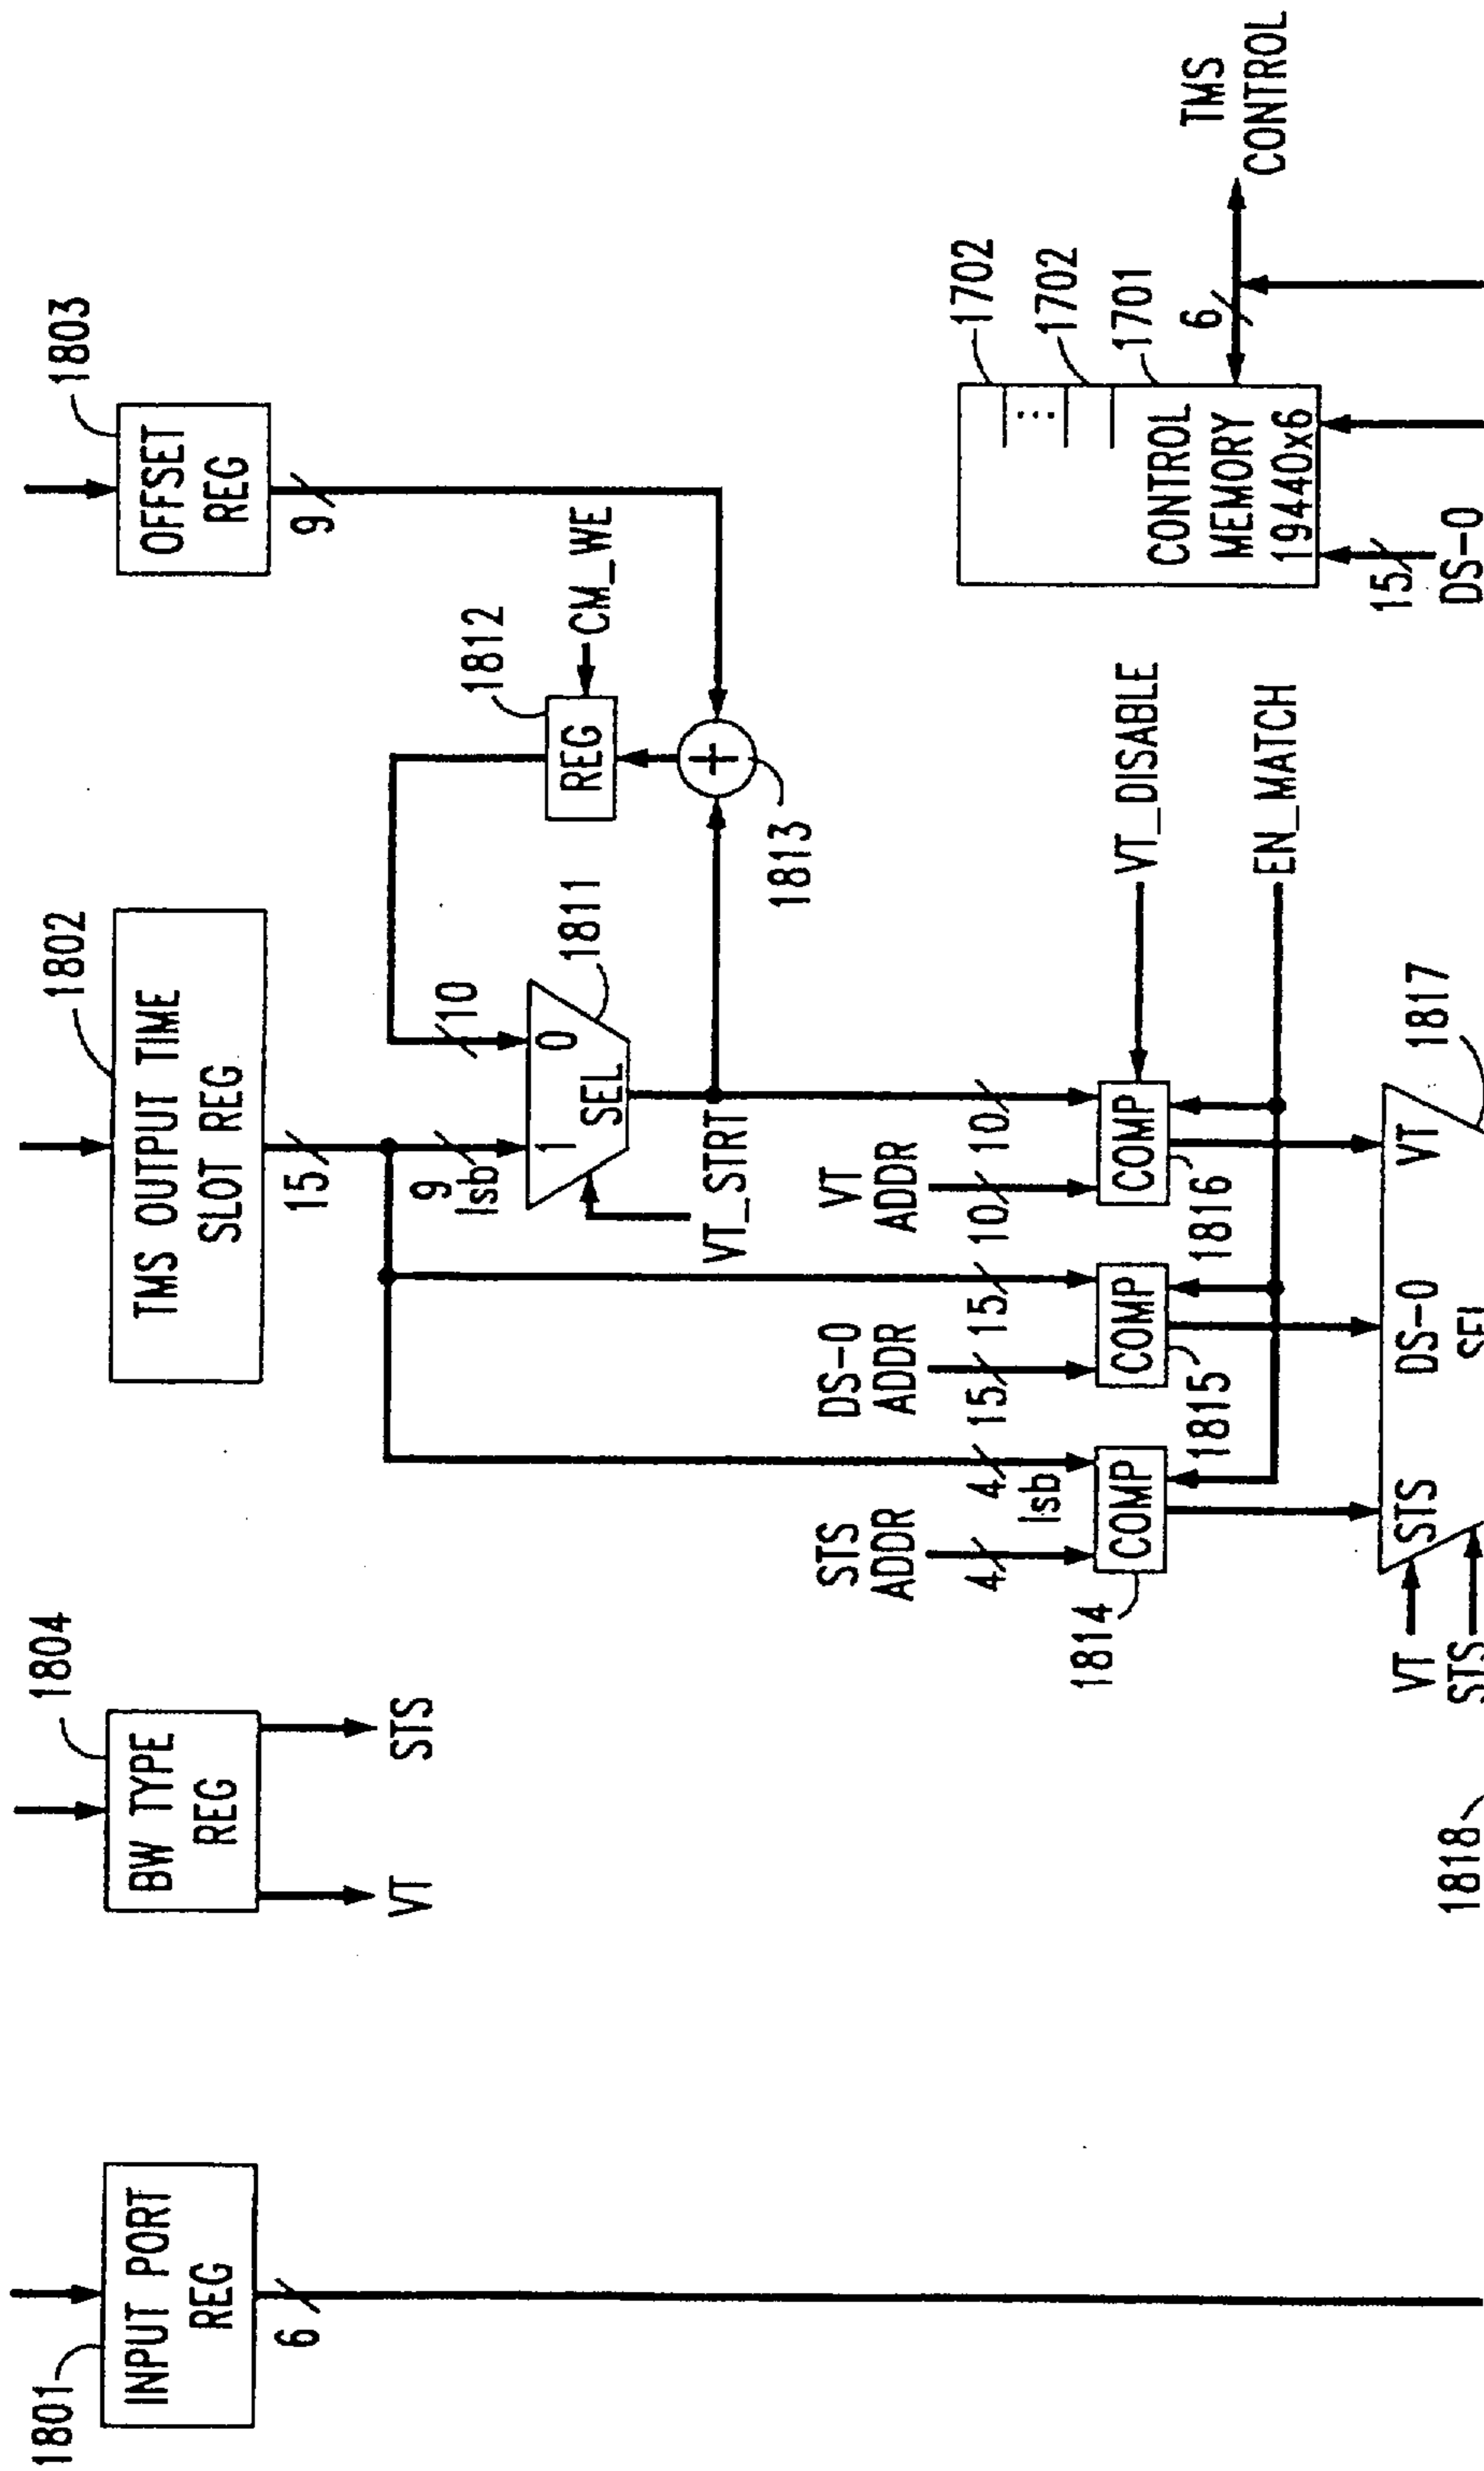 1801
INPUT PORT
REG
6
1804
BW TYPE
REG
VT
STS
1802
TMS OUTPUT TIME
SLOT REG
15
9
lsb
10
1
0
SEL
1811
VT_STRT
1803
OFFSET
REG
9
1812
REG
CM_WE
+
1813
STS
ADDR
4
4
lsb
DS-0
ADDR
15
15
VT
ADDR
10
10
COMP
1814
COMP
1815
COMP
1816
VT_DISABLE
EN_MATCH
STS
DS-0
VT
SEL
1817
VT
STS
1818
1702
1702
1701
CONTROL
MEMORY
19440x6
6
TMS
CONTROL
15
DS-0